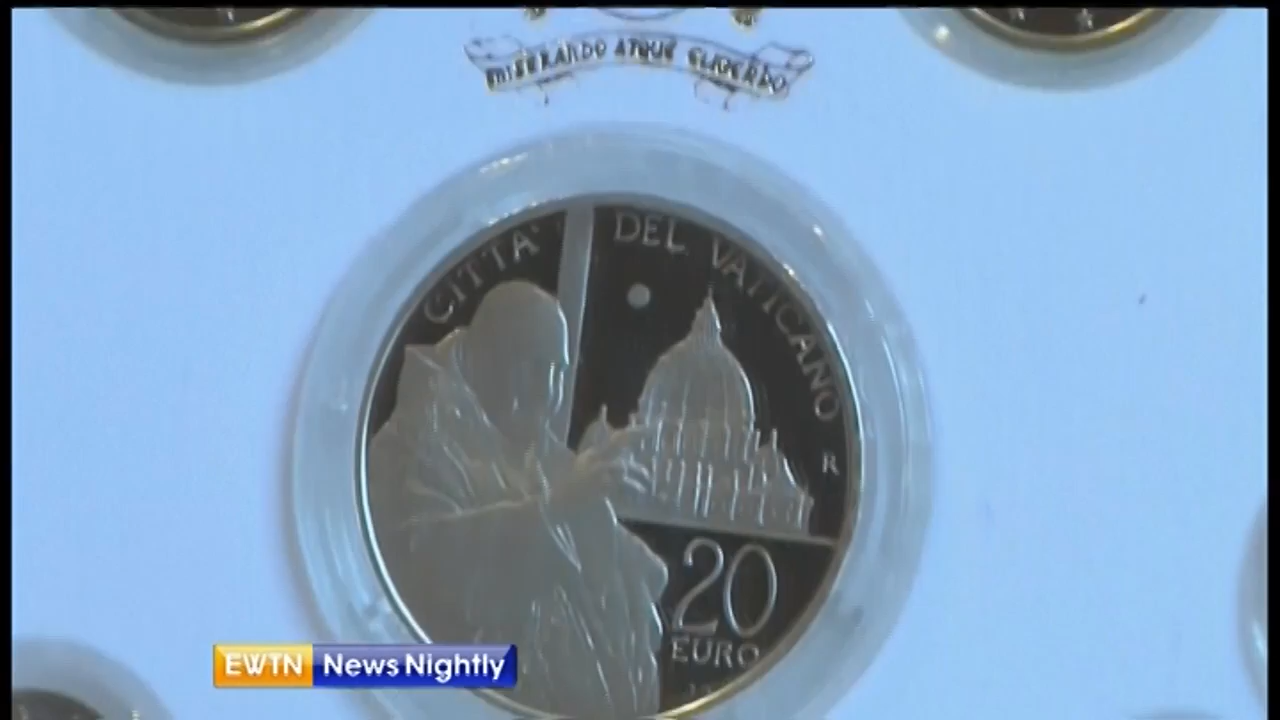 MISERANDO ATQUE ELIGENDO
CITTA' DEL VATICANO
R
20
EURO
EWTN News Nightly